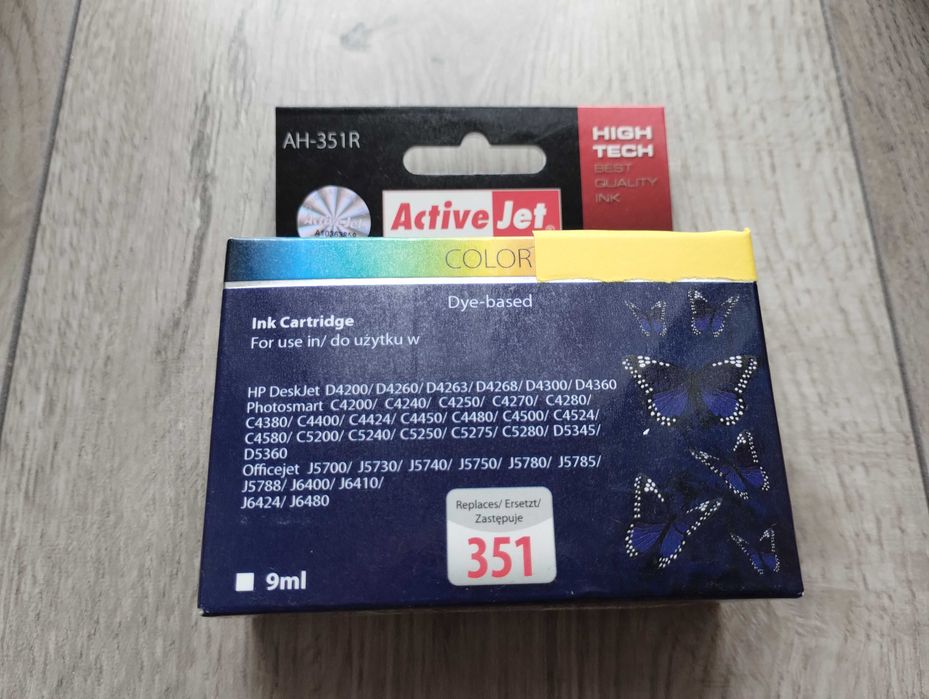 AH-351R
HIGH
TECH
BEST
QUALITY
INK
ActiveJet®
ActiveJet
COLOR
Dye-based
Ink Cartridge
For use in/ do użytku w
HP DeskJet D4200/ D4260/ D4263/ D4268/ D4300/ D4360
Photosmart C4200/ C4240/ C4250/ C4270/ C4280/
C4380/ C4400/ C4424/ C4450/ C4480/ C4500/ C4524/
C4580/ C5200/ C5240/ C5250/ C5275/ C5280/ D5345/
D5360
Officejet J5700/ J5730/ J5740/ J5750/ J5780/ J5785/
J5788/ J6400/ J6410/
J6424/ J6480
Replaces/ Ersetzt/
Zastępuje
351
9ml